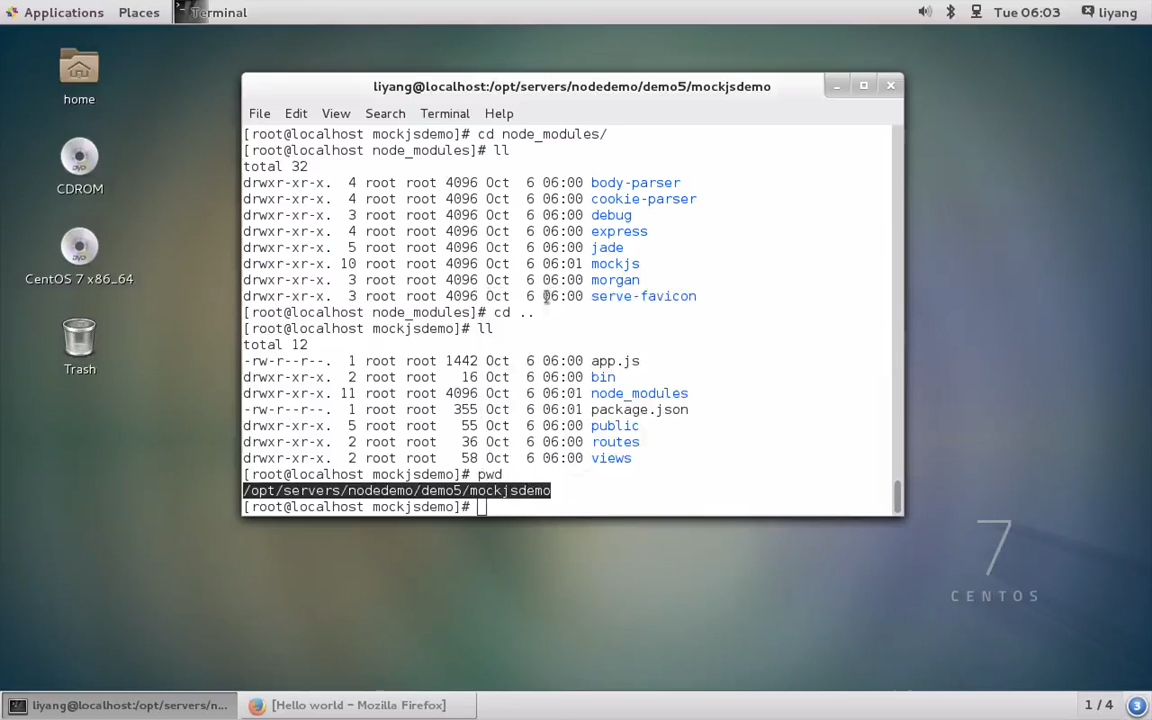 Applications Places Terminal Tue 06:03 liyang
home
CDROM
CentOS 7 x86_64
Trash
liyang@localhost:/opt/servers/nodedemo/demo5/mockjsdemo
File Edit View Search Terminal Help
[root@localhost mockjsdemo]# cd node_modules/
[root@localhost node_modules]# ll
total 32
drwxr-xr-x. 4 root root 4096 Oct 6 06:00 body-parser
drwxr-xr-x. 4 root root 4096 Oct 6 06:00 cookie-parser
drwxr-xr-x. 3 root root 4096 Oct 6 06:00 debug
drwxr-xr-x. 4 root root 4096 Oct 6 06:00 express
drwxr-xr-x. 5 root root 4096 Oct 6 06:00 jade
drwxr-xr-x. 10 root root 4096 Oct 6 06:01 mockjs
drwxr-xr-x. 3 root root 4096 Oct 6 06:00 morgan
drwxr-xr-x. 3 root root 4096 Oct 6 06:00 serve-favicon
[root@localhost node_modules]# cd ..
[root@localhost mockjsdemo]# ll
total 12
-rw-r--r--. 1 root root 1442 Oct 6 06:00 app.js
drwxr-xr-x. 2 root root 16 Oct 6 06:00 bin
drwxr-xr-x. 11 root root 4096 Oct 6 06:01 node_modules
-rw-r--r--. 1 root root 355 Oct 6 06:01 package.json
drwxr-xr-x. 5 root root 55 Oct 6 06:00 public
drwxr-xr-x. 2 root root 36 Oct 6 06:00 routes
drwxr-xr-x. 2 root root 58 Oct 6 06:00 views
[root@localhost mockjsdemo]# pwd
/opt/servers/nodedemo/demo5/mockjsdemo
[root@localhost mockjsdemo]#
7
CENTOS
liyang@localhost:/opt/servers/n... [Hello world – Mozilla Firefox] 1 / 4 3